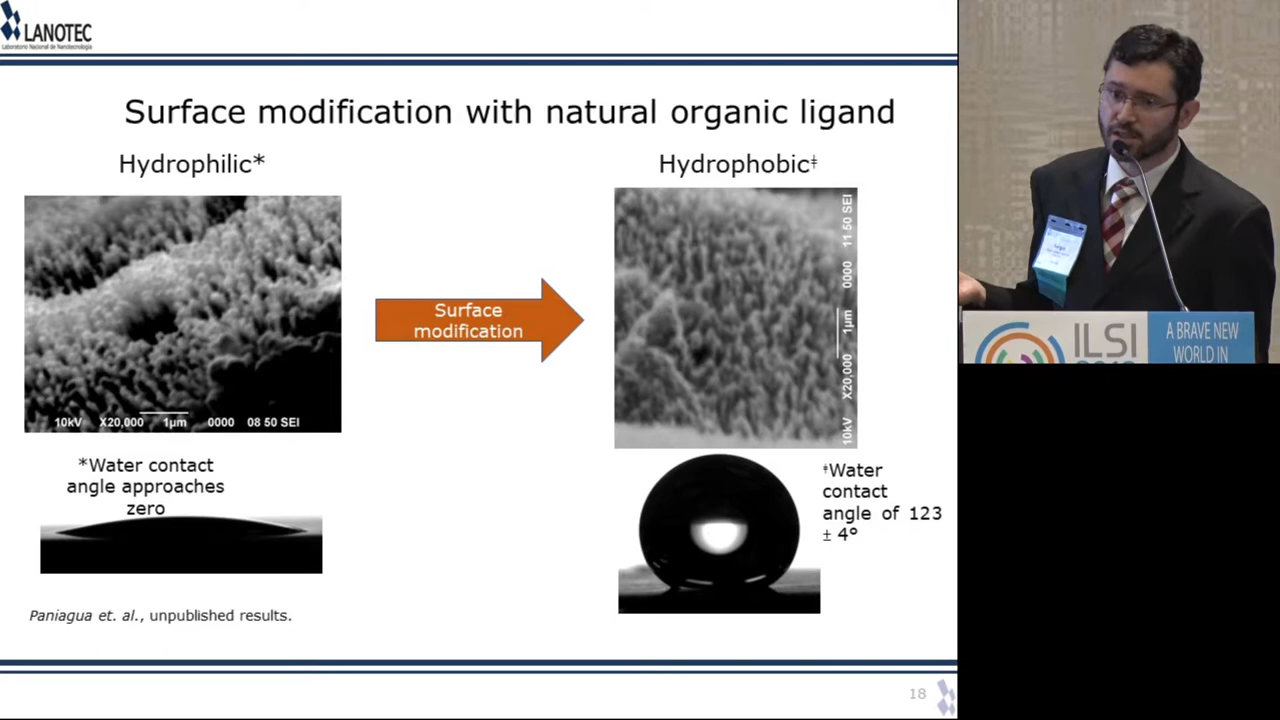 LANOTEC
Laboratorio Nacional de Nanotecnología
Surface modification with natural organic ligand
Hydrophilic*
Hydrophobic‡
10kV X20,000 1µm 0000 08 50 SEI
Surface
modification
10kV X20,000 1µm 0000 11 50 SEI
*Water contact
angle approaches
zero
‡Water
contact
angle of 123
± 4º
Paniagua et. al., unpublished results.
18
ILSI
A BRAVE NEW
WORLD IN